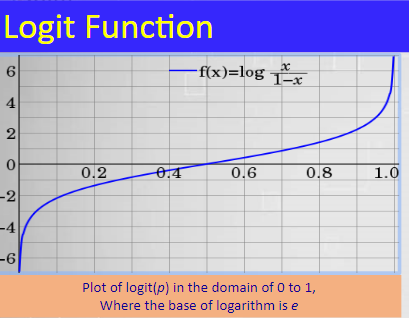 Logit Function
6
f(x)=log x/1−x
4
2
0
0.2 0.4 0.6 0.8 1.0
-2
-4
-6
Plot of logit(p) in the domain of 0 to 1,
Where the base of logarithm is e